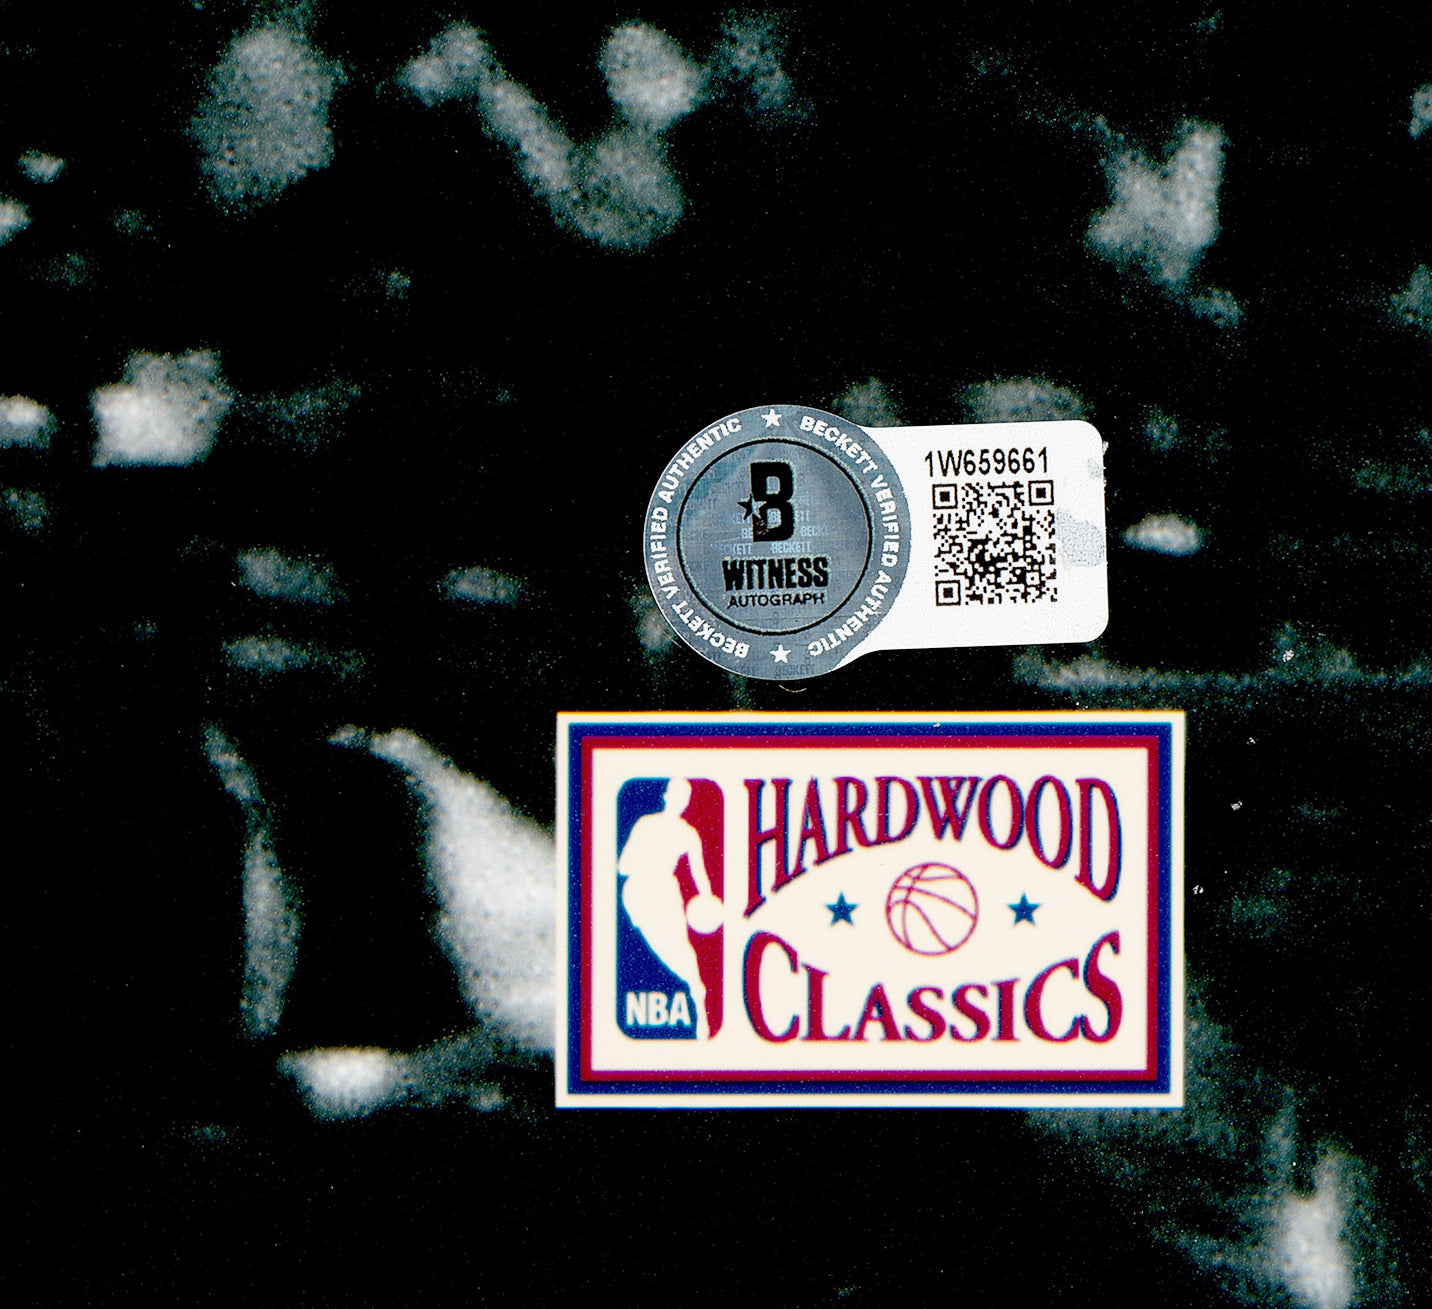 BECKETT VERIFIED AUTHENTIC
BECKETT VERIFIED AUTHENTIC
B
WITNESS
AUTOGRAPH
1W659661
HARDWOOD
CLASSICS
NBA